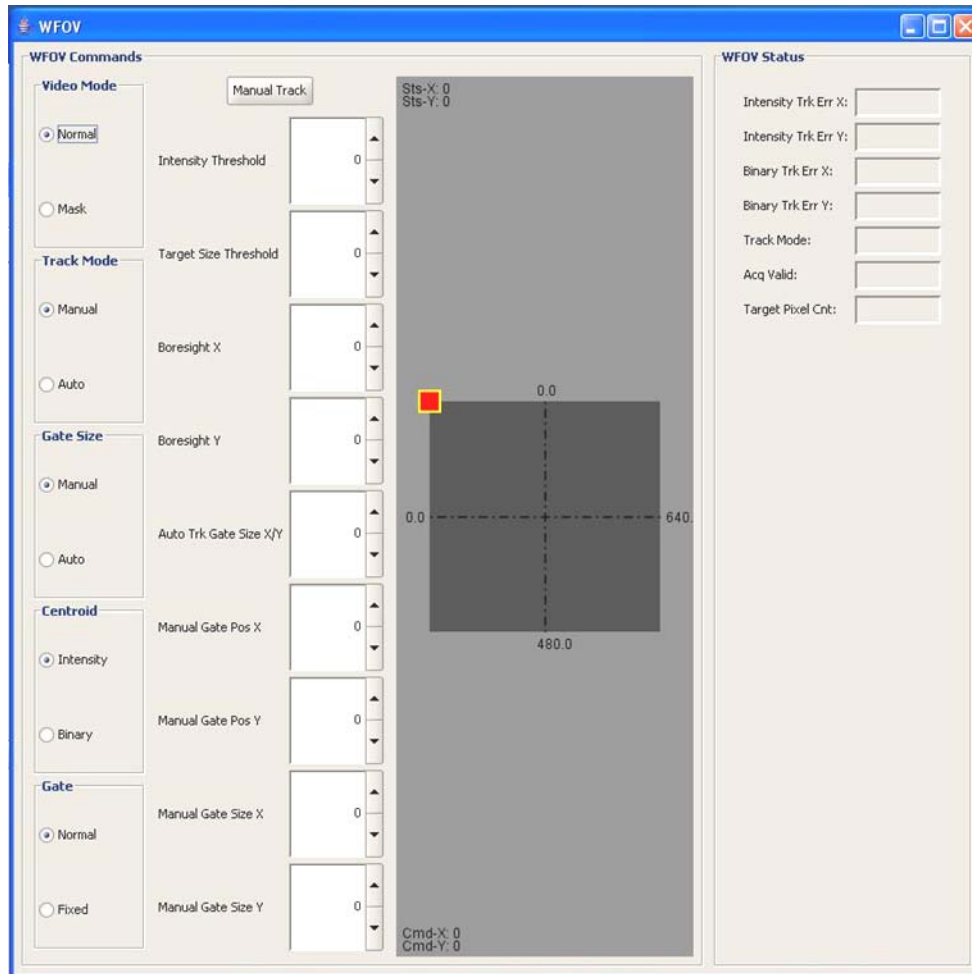 WFOV
WFOV Commands
Video Mode
Normal
Mask
Track Mode
Manual
Auto
Gate Size
Manual
Auto
Centroid
Intensity
Binary
Gate
Normal
Fixed
Manual Track
Intensity Threshold 0
Target Size Threshold 0
Boresight X 0
Boresight Y 0
Auto Trk Gate Size X/Y 0
Manual Gate Pos X 0
Manual Gate Pos Y 0
Manual Gate Size X 0
Manual Gate Size Y 0
Sts-X: 0
Sts-Y: 0
0.0
0.0
640.
480.0
Cmd-X: 0
Cmd-Y: 0
WFOV Status
Intensity Trk Err X:
Intensity Trk Err Y:
Binary Trk Err X:
Binary Trk Err Y:
Track Mode:
Acq Valid:
Target Pixel Cnt: